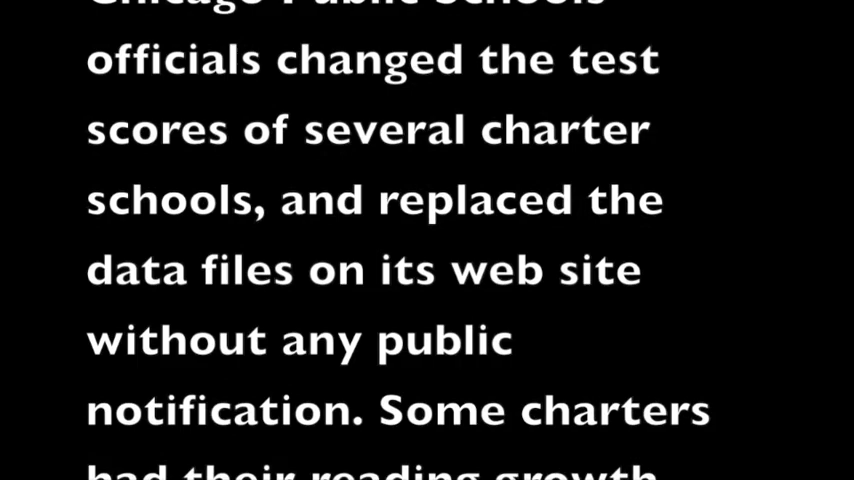 Chicago Public Schools
officials changed the test
scores of several charter
schools, and replaced the
data files on its web site
without any public
notification. Some charters
had their reading growth